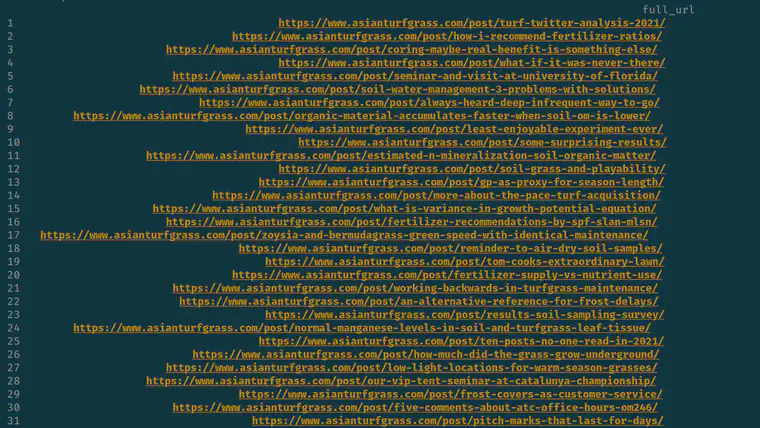 full_url
1 https://www.asianturfgrass.com/post/turf-twitter-analysis-2021/
2 https://www.asianturfgrass.com/post/how-i-recommend-fertilizer-ratios/
3 https://www.asianturfgrass.com/post/coring-maybe-real-benefit-is-something-else/
4 https://www.asianturfgrass.com/post/what-if-it-was-never-there/
5 https://www.asianturfgrass.com/post/seminar-and-visit-at-university-of-florida/
6 https://www.asianturfgrass.com/post/soil-water-management-3-problems-with-solutions/
7 https://www.asianturfgrass.com/post/always-heard-deep-infrequent-way-to-go/
8 https://www.asianturfgrass.com/post/organic-material-accumulates-faster-when-soil-om-is-lower/
9 https://www.asianturfgrass.com/post/least-enjoyable-experiment-ever/
10 https://www.asianturfgrass.com/post/some-surprising-results/
11 https://www.asianturfgrass.com/post/estimated-n-mineralization-soil-organic-matter/
12 https://www.asianturfgrass.com/post/soil-grass-and-playability/
13 https://www.asianturfgrass.com/post/gp-as-proxy-for-season-length/
14 https://www.asianturfgrass.com/post/more-about-the-pace-turf-acquisition/
15 https://www.asianturfgrass.com/post/what-is-variance-in-growth-potential-equation/
16 https://www.asianturfgrass.com/post/fertilizer-recommendations-by-spf-slan-mlsn/
17 https://www.asianturfgrass.com/post/zoysia-and-bermudagrass-green-speed-with-identical-maintenance/
18 https://www.asianturfgrass.com/post/reminder-to-air-dry-soil-samples/
19 https://www.asianturfgrass.com/post/tom-cooks-extraordinary-lawn/
20 https://www.asianturfgrass.com/post/fertilizer-supply-vs-nutrient-use/
21 https://www.asianturfgrass.com/post/working-backwards-in-turfgrass-maintenance/
22 https://www.asianturfgrass.com/post/an-alternative-reference-for-frost-delays/
23 https://www.asianturfgrass.com/post/results-soil-sampling-survey/
24 https://www.asianturfgrass.com/post/normal-manganese-levels-in-soil-and-turfgrass-leaf-tissue/
25 https://www.asianturfgrass.com/post/ten-posts-no-one-read-in-2021/
26 https://www.asianturfgrass.com/post/how-much-did-the-grass-grow-underground/
27 https://www.asianturfgrass.com/post/low-light-locations-for-warm-season-grasses/
28 https://www.asianturfgrass.com/post/our-vip-tent-seminar-at-catalunya-championship/
29 https://www.asianturfgrass.com/post/frost-covers-as-customer-service/
30 https://www.asianturfgrass.com/post/five-comments-about-atc-office-hours-om246/
31 https://www.asianturfgrass.com/post/pitch-marks-that-last-for-days/